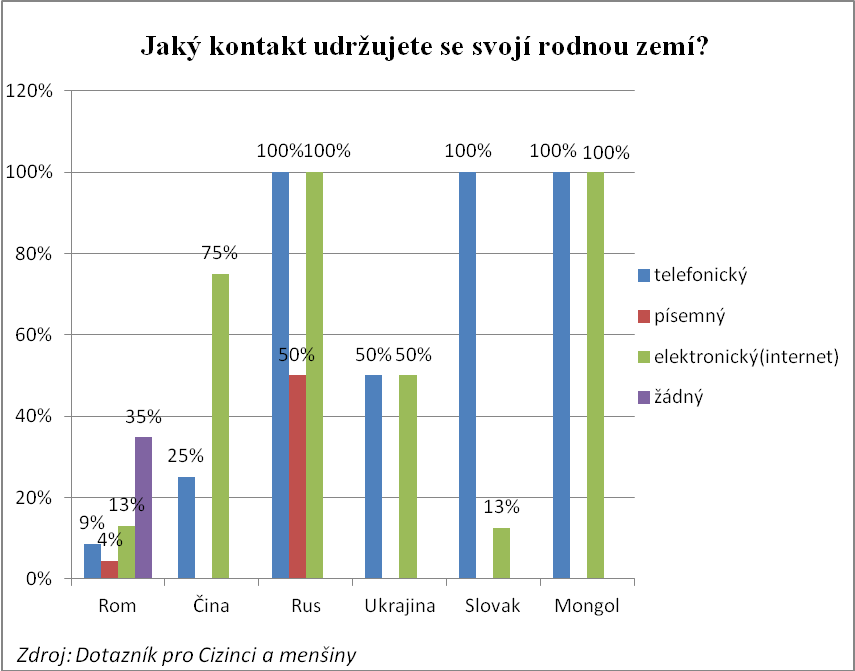 Jaký kontakt udržujete se svojí rodnou zemí?
120%
100%
80%
60%
40%
20%
0%
9%
4%
13%
35%
25%
75%
100%
50%
100%
50%
50%
100%
13%
100%
100%
Rom
Čina
Rus
Ukrajina
Slovak
Mongol
telefonický
písemný
elektronický(internet)
žádný
Zdroj: Dotazník pro Cizinci a menšiny